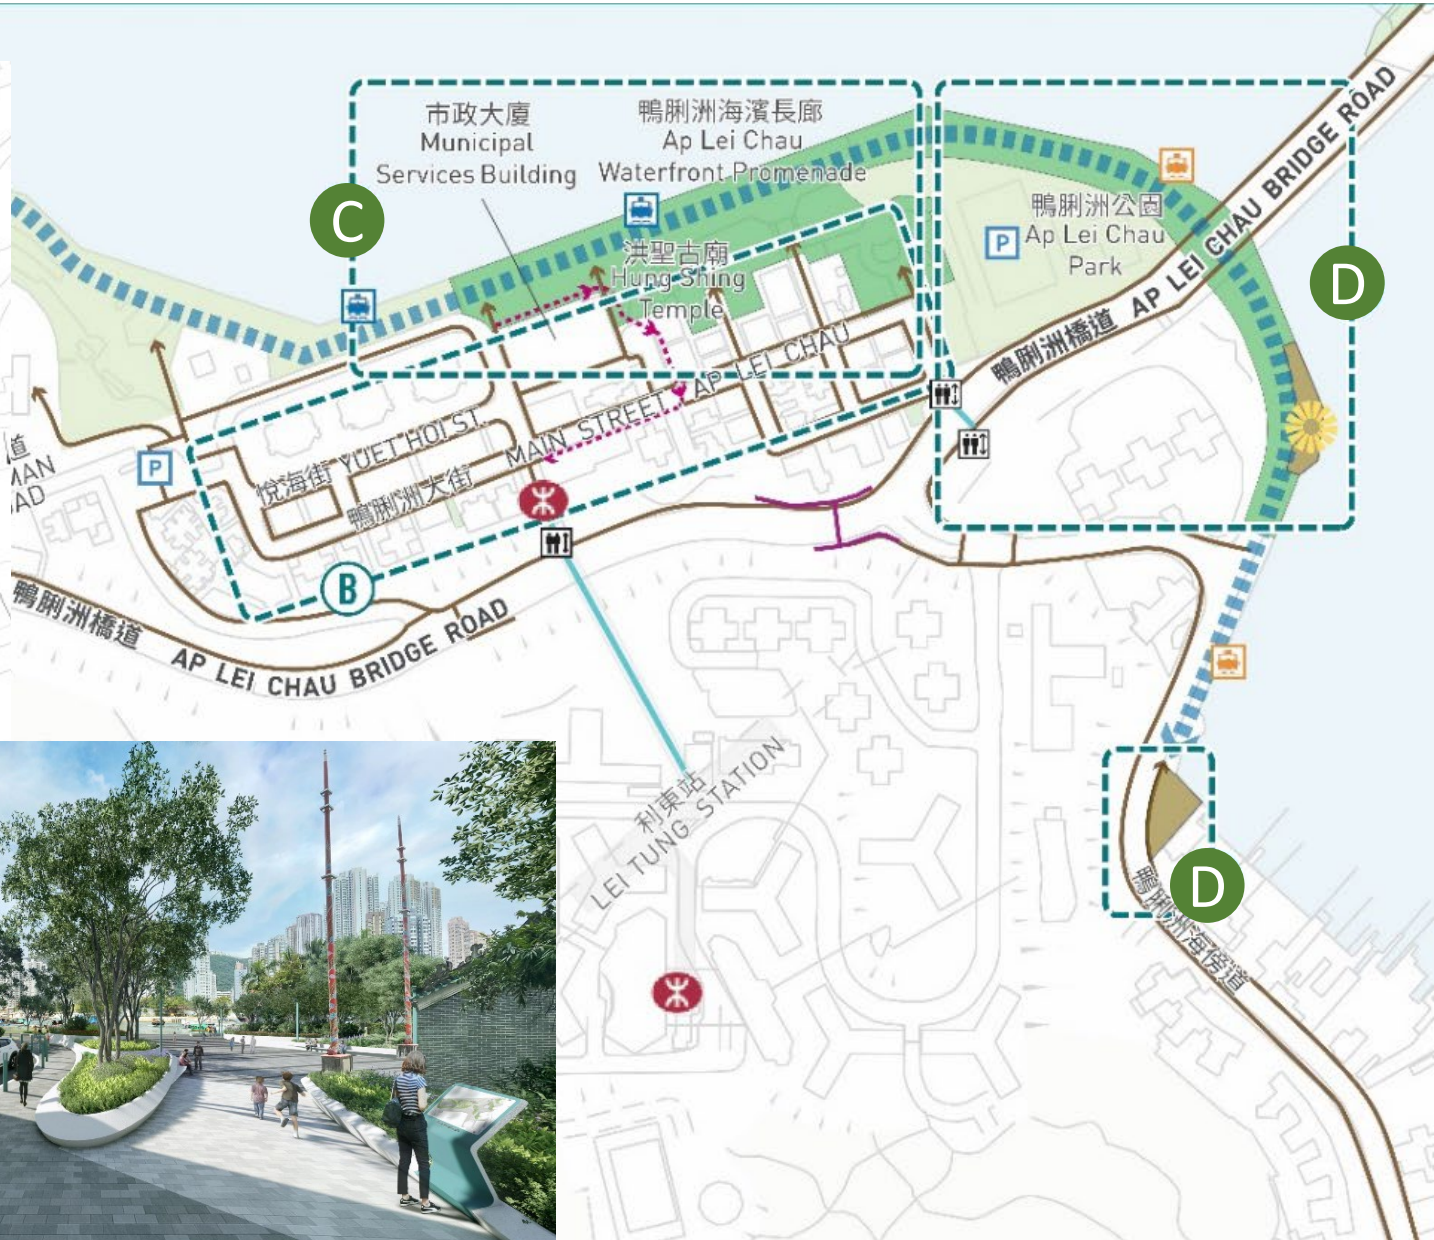 市政大廈
Municipal
Services Building
鴨脷洲海濱長廊
Ap Lei Chau
Waterfront Promenade
C
洪聖古廟
Hung Shing
Temple
鴨脷洲公園
Ap Lei Chau
Park
P
D
鴨脷洲橋道 AP LEI CHAU BRIDGE ROAD
悅海街 YUET HOI ST.
鴨脷洲大街 MAIN STREET AP LEI CHAU
道
MAN
AD
P
B
鴨脷洲橋道 AP LEI CHAU BRIDGE ROAD
利東站
LEI TUNG STATION
D
鴨脷洲海傍道